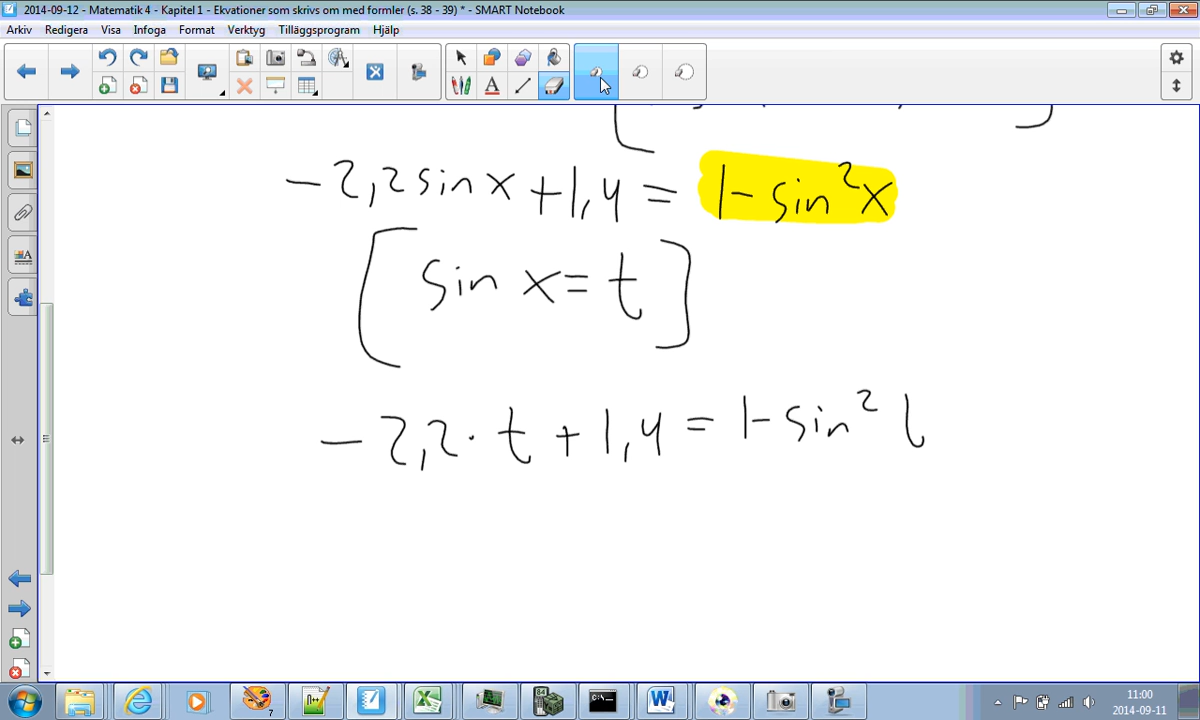 2014-09-12 - Matematik 4 - Kapitel 1 - Ekvationer som skrivs om med formler (s. 38 - 39) * - SMART Notebook
Arkiv Redigera Visa Infoga Format Verktyg Tilläggsprogram Hjälp
- 2,2 sin x + 1,4 = 1 - sin²x
[ sin x = t ]
- 2,2 · t + 1,4 = 1 - sin² l
11:00
2014-09-11